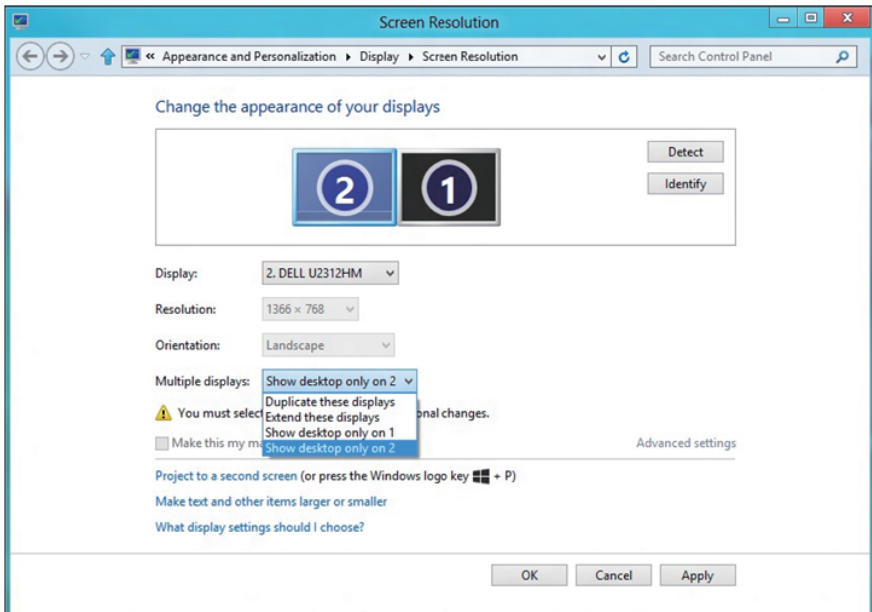 Screen Resolution
« Appearance and Personalization Display Screen Resolution Search Control Panel
Change the appearance of your displays
2 1
Detect
Identify
Display: 2. DELL U2312HM
Resolution: 1366 × 768
Orientation: Landscape
Multiple displays: Show desktop only on 2
Duplicate these displays
You must selec onal changes.
Extend these displays
Show desktop only on 1
Make this my m Show desktop only on 2 Advanced settings
Project to a second screen (or press the Windows logo key + P)
Make text and other items larger or smaller
What display settings should I choose?
OK Cancel Apply